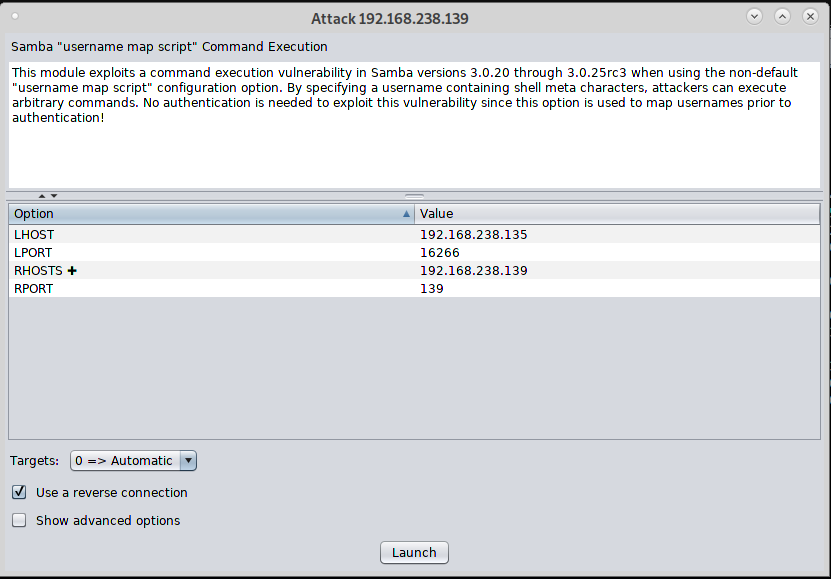 Attack 192.168.238.139
Samba "username map script" Command Execution
This module exploits a command execution vulnerability in Samba versions 3.0.20 through 3.0.25rc3 when using the non-default
"username map script" configuration option. By specifying a username containing shell meta characters, attackers can execute
arbitrary commands. No authentication is needed to exploit this vulnerability since this option is used to map usernames prior to
authentication!
Option Value
LHOST 192.168.238.135
LPORT 16266
RHOSTS + 192.168.238.139
RPORT 139
Targets: 0 => Automatic
Use a reverse connection
Show advanced options
Launch